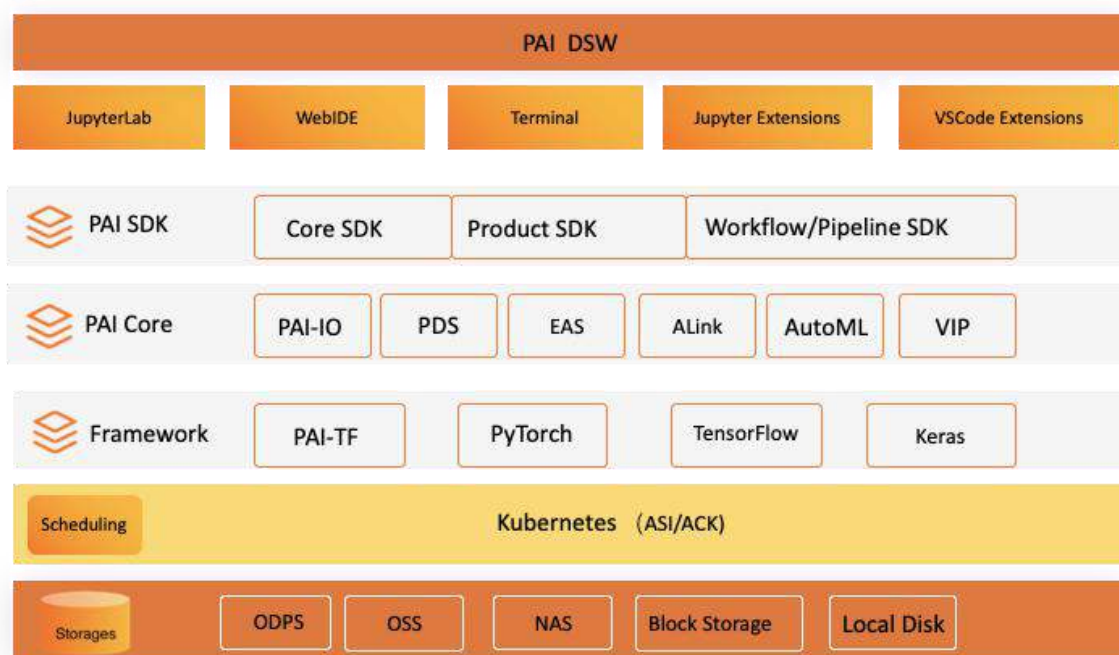 PAI DSW
JupyterLab
WebIDE
Terminal
Jupyter Extensions
VSCode Extensions
PAI SDK
Core SDK
Product SDK
Workflow/Pipeline SDK
PAI Core
PAI-IO
PDS
EAS
ALink
AutoML
VIP
Framework
PAI-TF
PyTorch
TensorFlow
Keras
Scheduling
Kubernetes （ASI/ACK)
Storages
ODPS
OSS
NAS
Block Storage
Local Disk